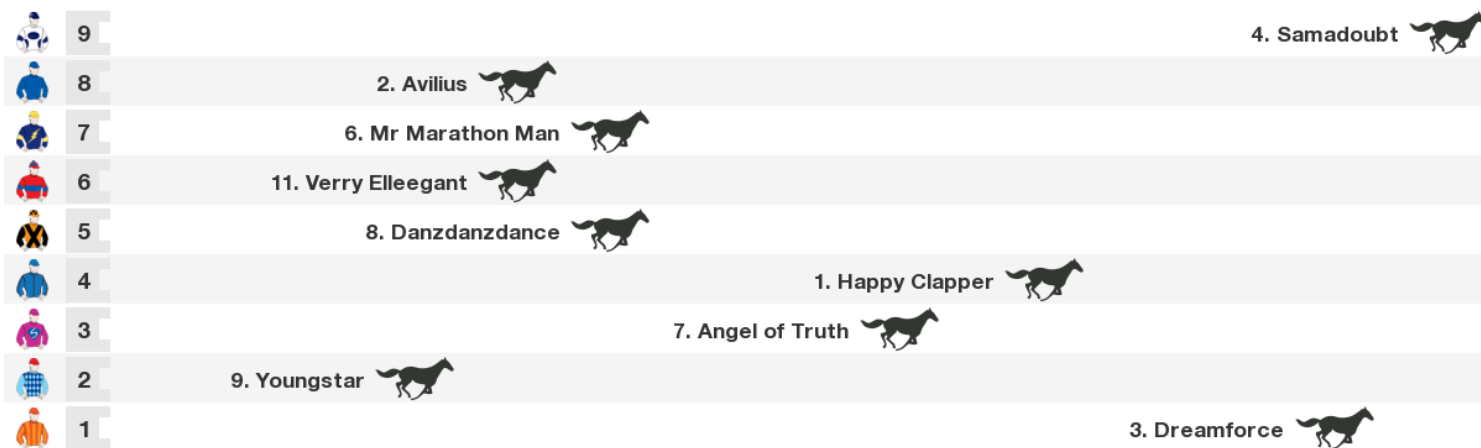 9 4. Samadoubt
8 2. Avilius
7 6. Mr Marathon Man
6 11. Verry Elleegant
5 8. Danzdanzdance
4 1. Happy Clapper
3 7. Angel of Truth
2 9. Youngstar
1 3. Dreamforce